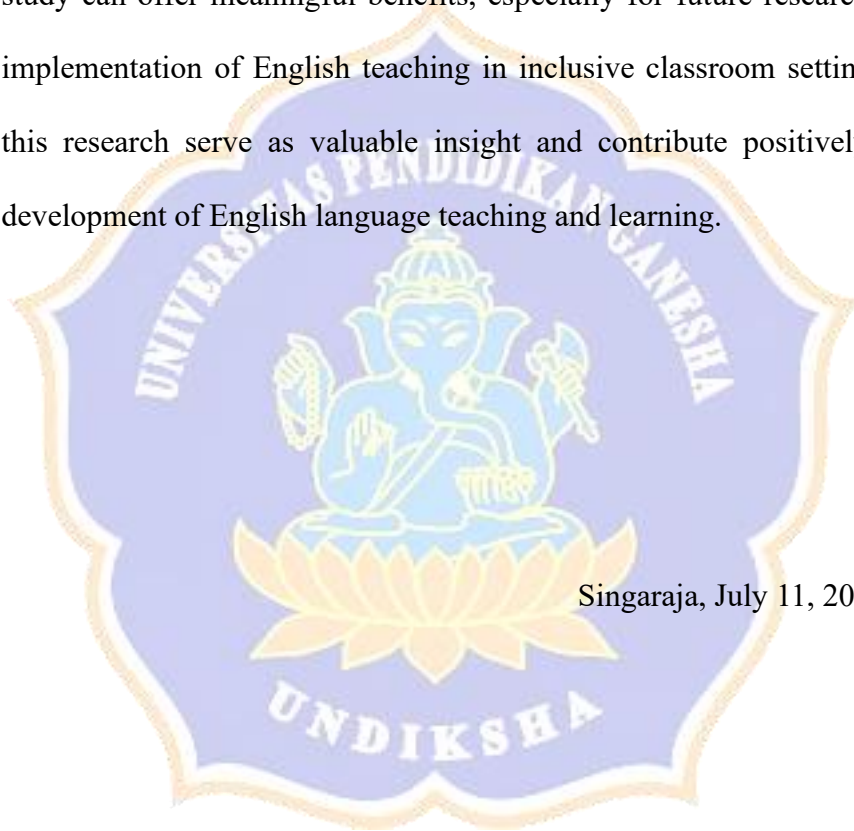 study can offer meaningful benefits, especially for future resear
implementation of English teaching in inclusive classroom settin
this research serve as valuable insight and contribute positivel
development of English language teaching and learning.
UNIVERSITAS PENDIDIKAN GANESHA
Singaraja, July 11, 20
UNDIKSHA